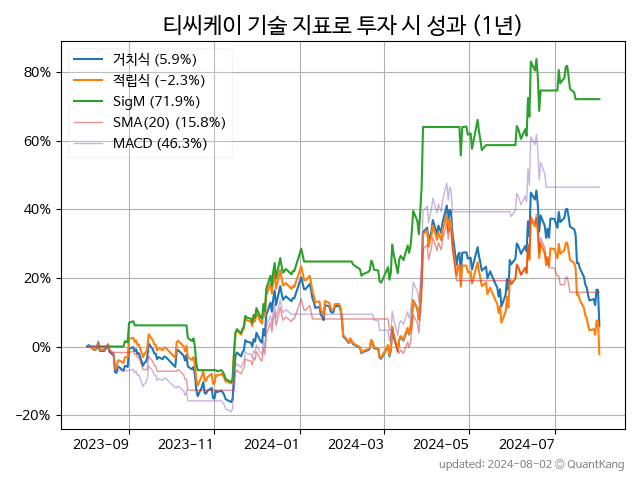 티씨케이 기술 지표로 투자 시 성과 (1년)
거치식 (5.9%)
적립식 (-2.3%)
SigM (71.9%)
SMA(20) (15.8%)
MACD (46.3%)
80%
60%
40%
20%
0%
−20%
2023-09 2023-11 2024-01 2024-03 2024-05 2024-07
updated: 2024-08-02 © QuantKang